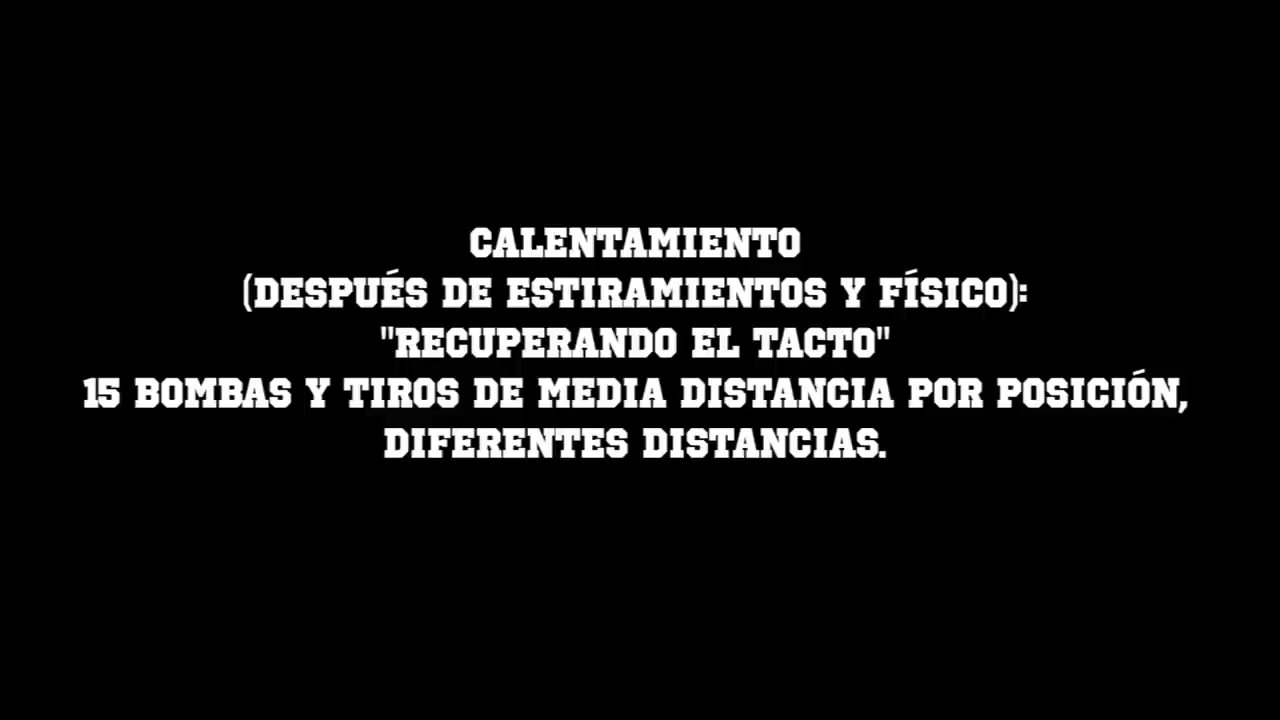 CALENTAMIENTO
(DESPUÉS DE ESTIRAMIENTOS Y FÍSICO):
"RECUPERANDO EL TACTO"
15 BOMBAS Y TIROS DE MEDIA DISTANCIA POR POSICIÓN,
DIFERENTES DISTANCIAS.